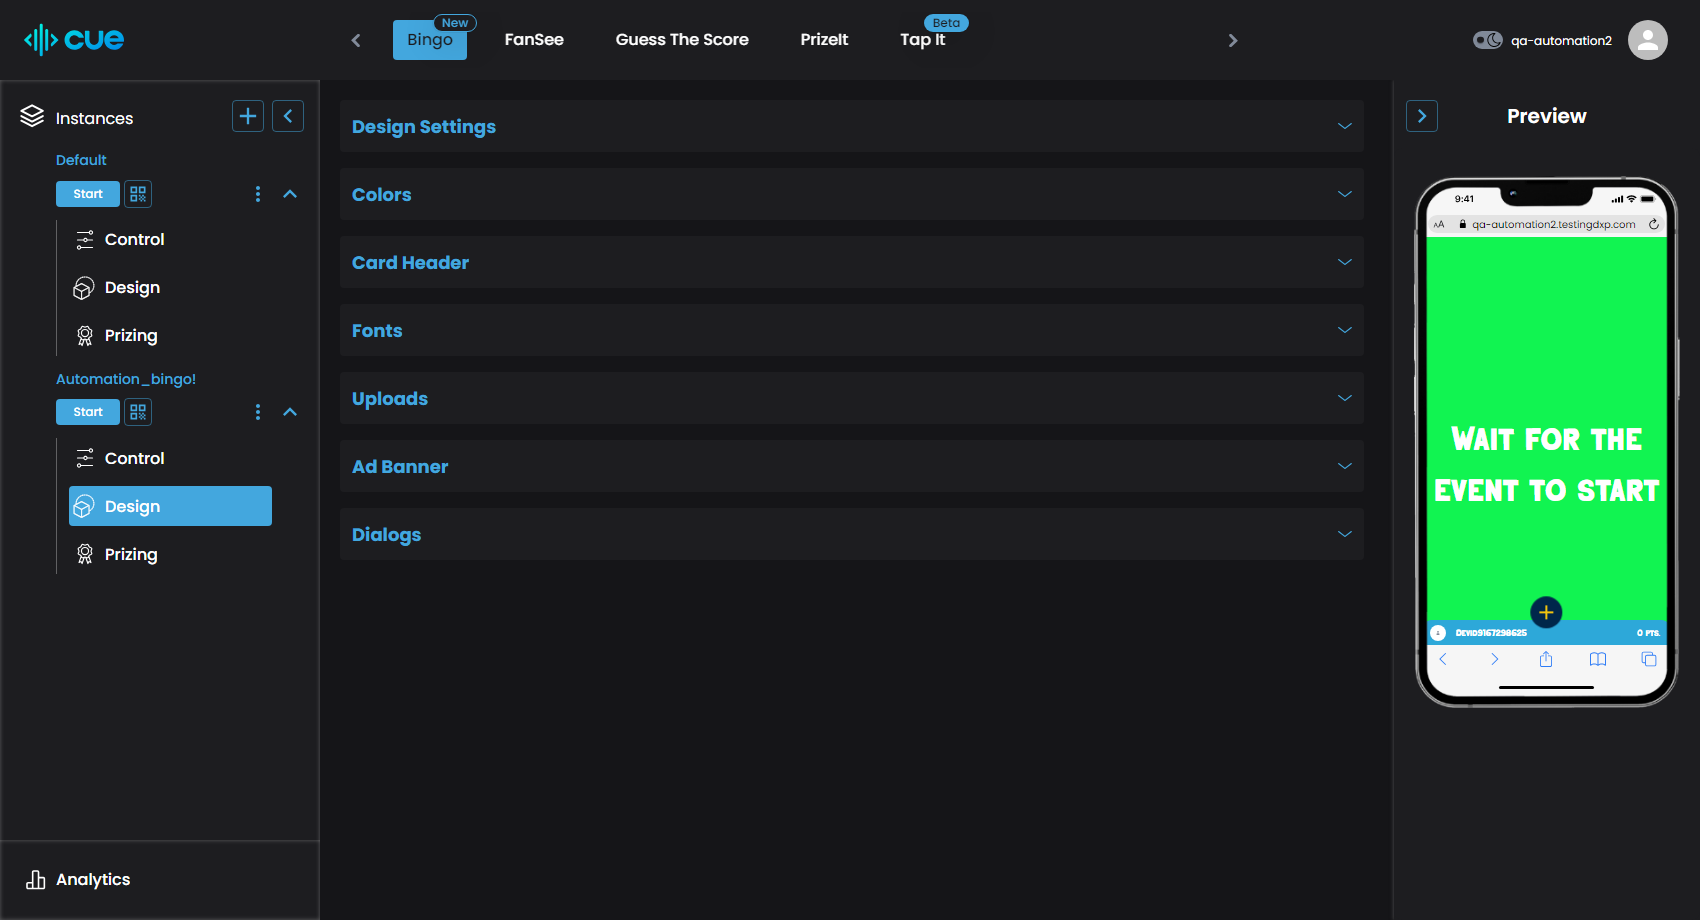 cue
Bingo
New
FanSee
Guess The Score
PrizeIt
Tap It
Beta
qa-automation2
Instances
Default
Start
Control
Design
Prizing
Automation_bingo!
Start
Control
Design
Prizing
Analytics
Design Settings
Colors
Card Header
Fonts
Uploads
Ad Banner
Dialogs
Preview
9:41
AA
qa-automation2.testingdxp.com
WAIT FOR THE
EVENT TO START
DEVID9167298625
0 PTS.